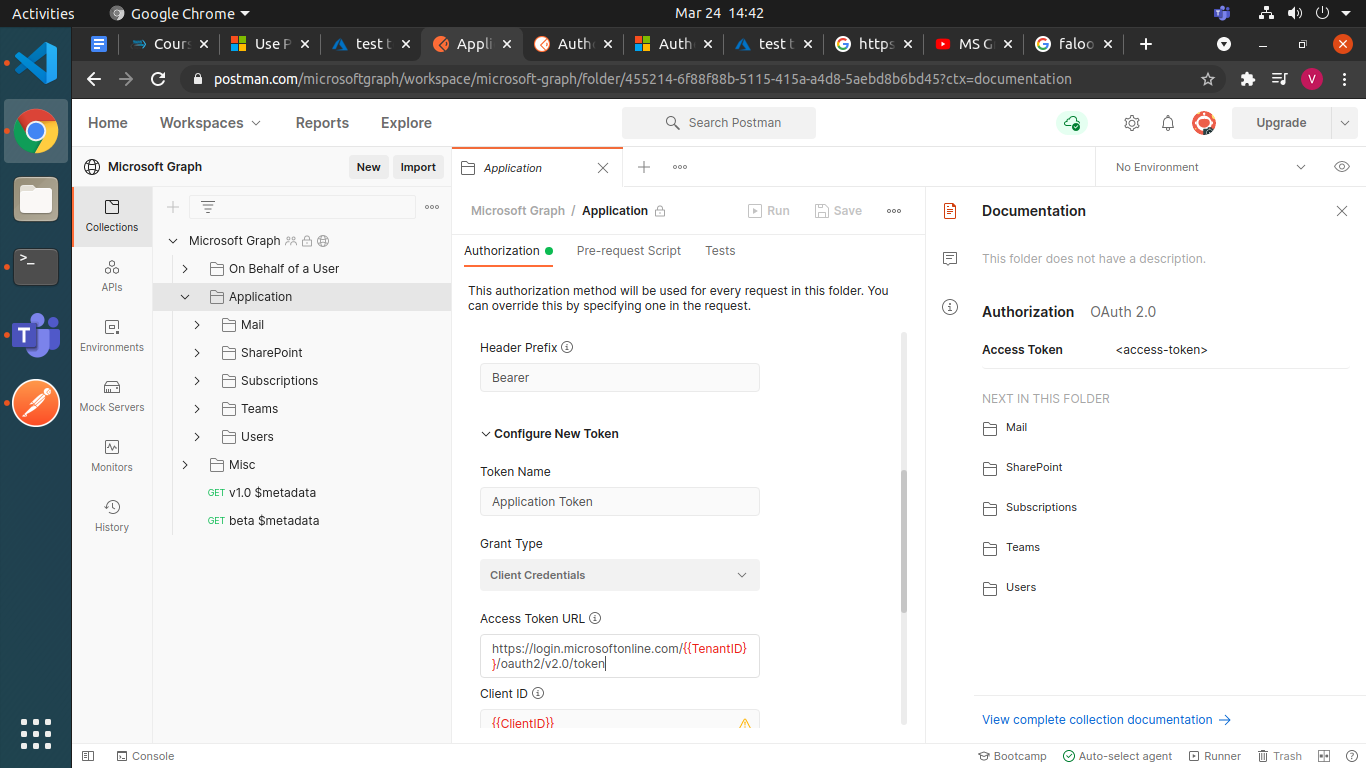 Activities
Google Chrome
Mar 24 14:42
Cours
Use P
test t
Appli
Autho
Autho
test t
https
MS G
faloo
postman.com/microsoftgraph/workspace/microsoft-graph/folder/455214-6f88f88b-5115-415a-a4d8-5aebd8b6bd45?ctx=documentation
V
Home
Workspaces
Reports
Explore
Search Postman
Upgrade
Microsoft Graph
New
Import
Application
No Environment
Collections
APIs
Environments
Mock Servers
Monitors
History
Microsoft Graph
On Behalf of a User
Application
Mail
SharePoint
Subscriptions
Teams
Users
Misc
GET v1.0 $metadata
GET beta $metadata
Microsoft Graph / Application
Run
Save
Authorization
Pre-request Script
Tests
This authorization method will be used for every request in this folder. You
can override this by specifying one in the request.
Header Prefix
Bearer
Configure New Token
Token Name
Application Token
Grant Type
Client Credentials
Access Token URL
https://login.microsoftonline.com/{{TenantID}
}/oauth2/v2.0/token
Client ID
{{ClientID}}
Documentation
This folder does not have a description.
Authorization OAuth 2.0
Access Token <access-token>
NEXT IN THIS FOLDER
Mail
SharePoint
Subscriptions
Teams
Users
View complete collection documentation
Console
Bootcamp
Auto-select agent
Runner
Trash